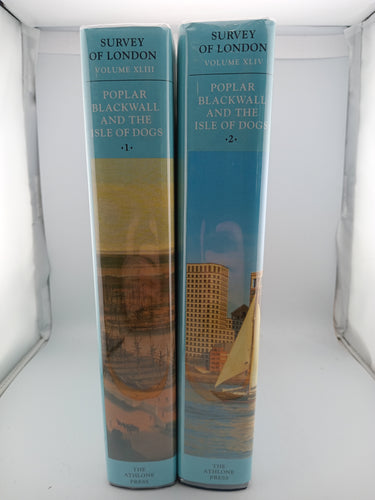 SURVEY
OF LONDON
VOLUME XLIII
POPLAR
BLACKWALL
AND THE
ISLE OF DOGS
·1·
THE
ATHLONE
PRESS
SURVEY
OF LONDON
VOLUME XLIV
POPLAR
BLACKWALL
AND THE
ISLE OF DOGS
·2·
THE
ATHLONE
PRESS